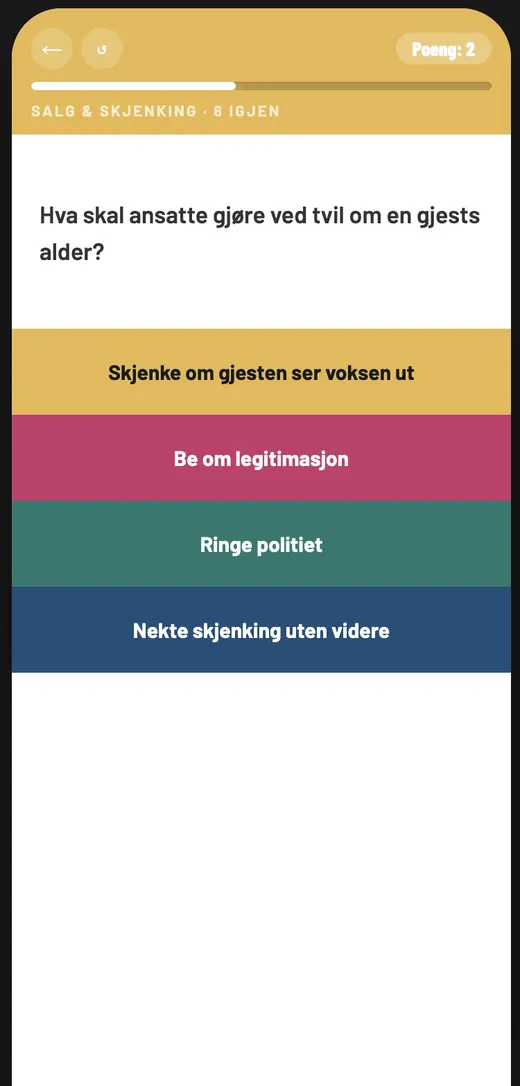 Poeng: 2
SALG & SKJENKING · 6 IGJEN
Hva skal ansatte gjøre ved tvil om en gjests
alder?
Skjenke om gjesten ser voksen ut
Be om legitimasjon
Ringe politiet
Nekte skjenking uten videre